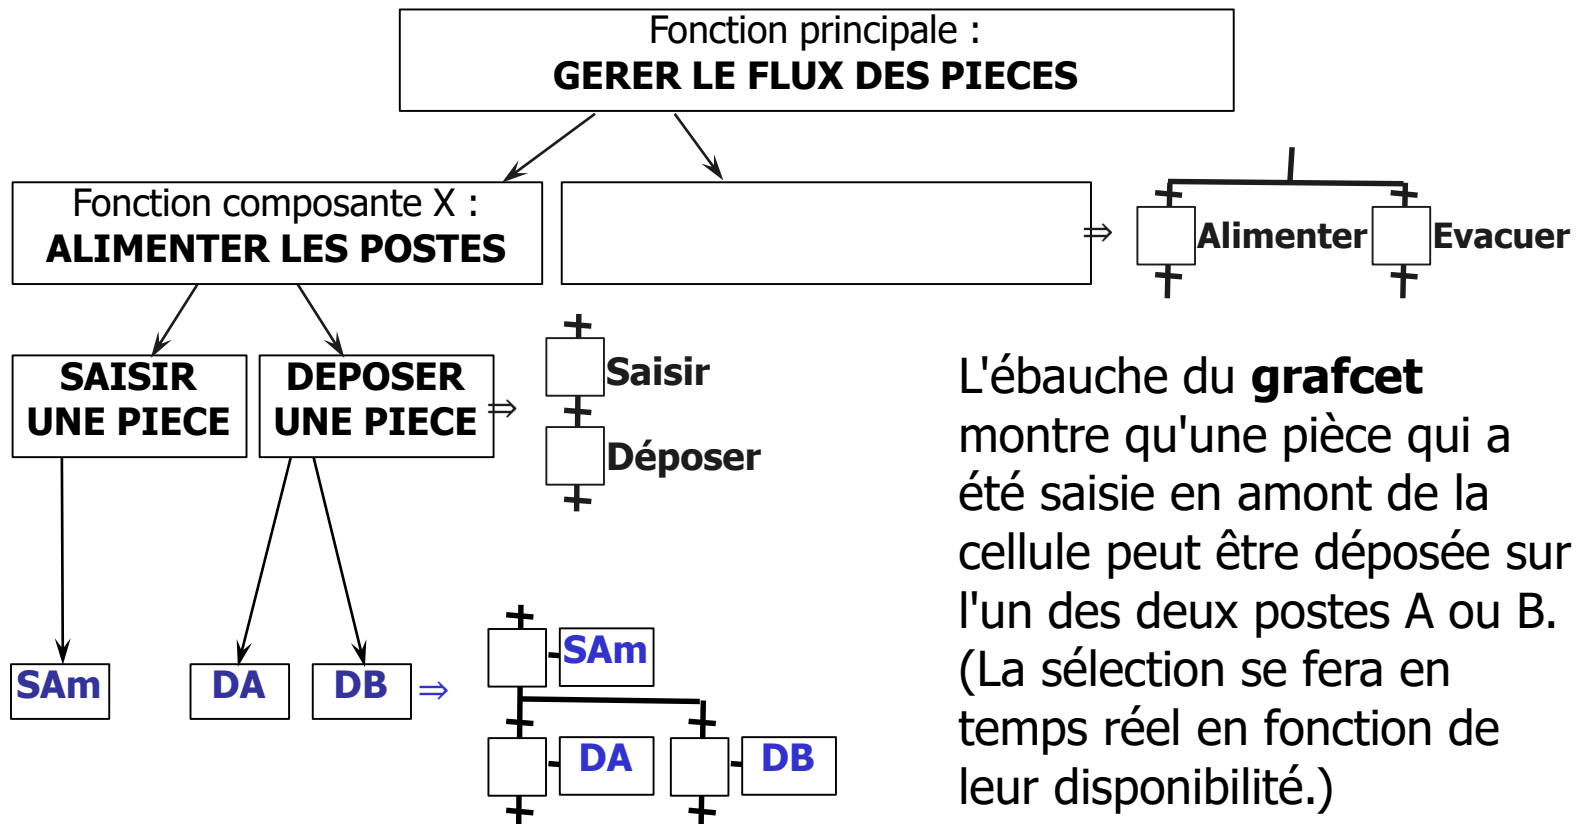 Fonction principale :
GERER LE FLUX DES PIECES
Fonction composante X :
ALIMENTER LES POSTES
⇒
Alimenter
Evacuer
SAISIR
UNE PIECE
DEPOSER
UNE PIECE
⇒
Saisir
Déposer
L'ébauche du grafcet
montre qu'une pièce qui a
été saisie en amont de la
cellule peut être déposée sur
l'un des deux postes A ou B.
(La sélection se fera en
temps réel en fonction de
leur disponibilité.)
SAm
DA
DB
⇒
SAm
DA
DB